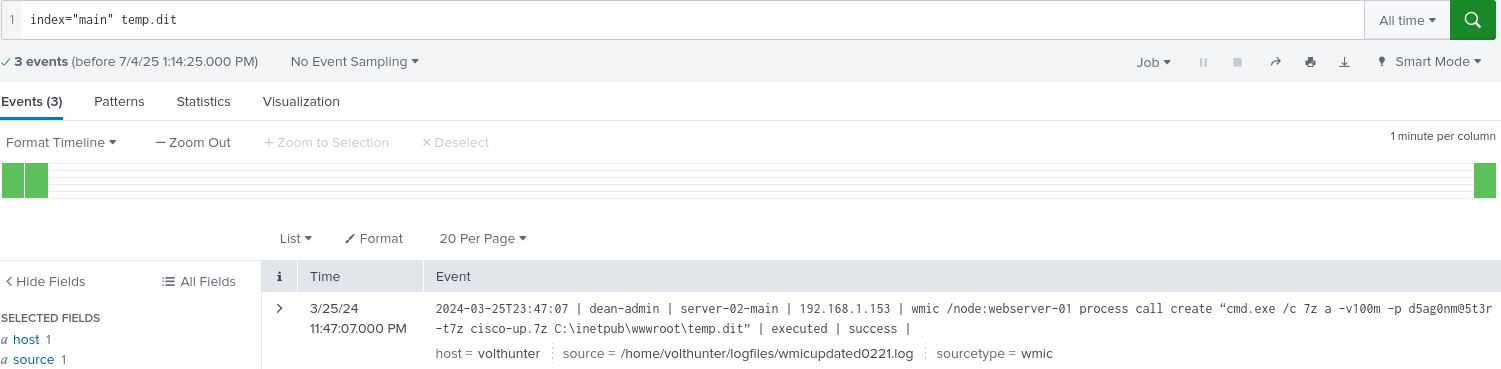 1 index="main" temp.dit All time
✓ 3 events (before 7/4/25 1:14:25.000 PM) No Event Sampling Job Smart Mode
Events (3) Patterns Statistics Visualization
Format Timeline — Zoom Out + Zoom to Selection × Deselect 1 minute per column
List Format 20 Per Page
< Hide Fields All Fields i Time Event
SELECTED FIELDS
a host 1
a source 1
> 3/25/24 2024-03-25T23:47:07 | dean-admin | server-02-main | 192.168.1.153 | wmic /node:webserver-01 process call create “cmd.exe /c 7z a -v100m -p d5ag0nm@5t3r
11:47:07.000 PM -t7z cisco-up.7z C:\inetpub\wwwroot\temp.dit” | executed | success |
host = volthunter source = /home/volthunter/logfiles/wmicupdated0221.log sourcetype = wmic